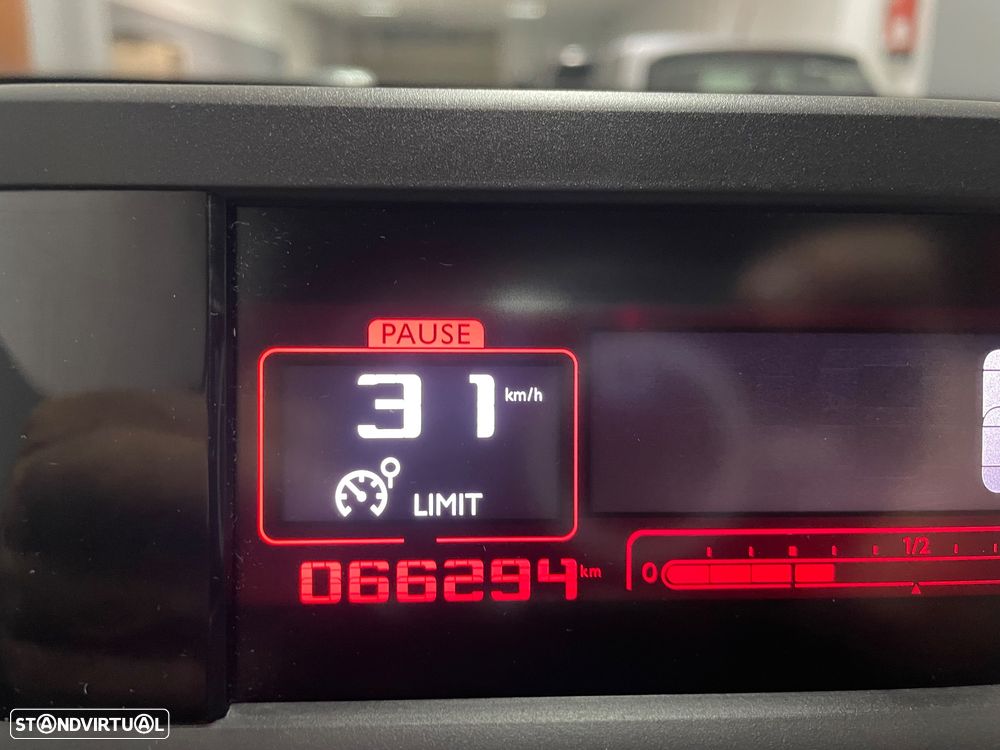 PAUSE
31 km/h
LIMIT
066294 km
0 1/2
STANDVIRTUAL